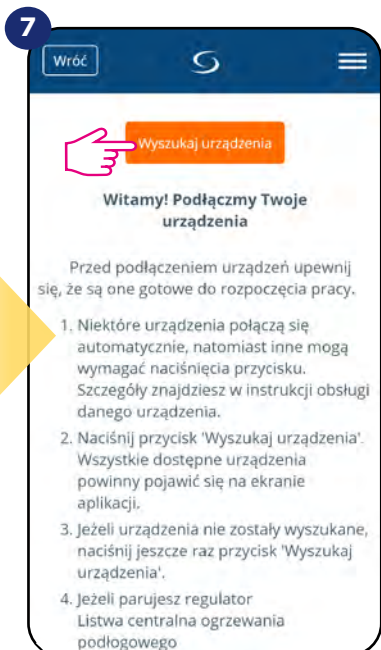 7
Wróć
Wyszukaj urządzenia
Witamy! Podłączmy Twoje
urządzenia
Przed podłączeniem urządzeń upewnij
się, że są one gotowe do rozpoczęcia pracy.
1. Niektóre urządzenia połączą się
automatycznie, natomiast inne mogą
wymagać naciśnięcia przycisku.
Szczegóły znajdziesz w instrukcji obsługi
danego urządzenia.
2. Naciśnij przycisk 'Wyszukaj urządzenia'.
Wszystkie dostępne urządzenia
powinny pojawić się na ekranie
aplikacji.
3. Jeżeli urządzenia nie zostały wyszukane,
naciśnij jeszcze raz przycisk 'Wyszukaj
urządzenia'.
4. Jeżeli parujesz regulator
Listwa centralna ogrzewania
podłogowego